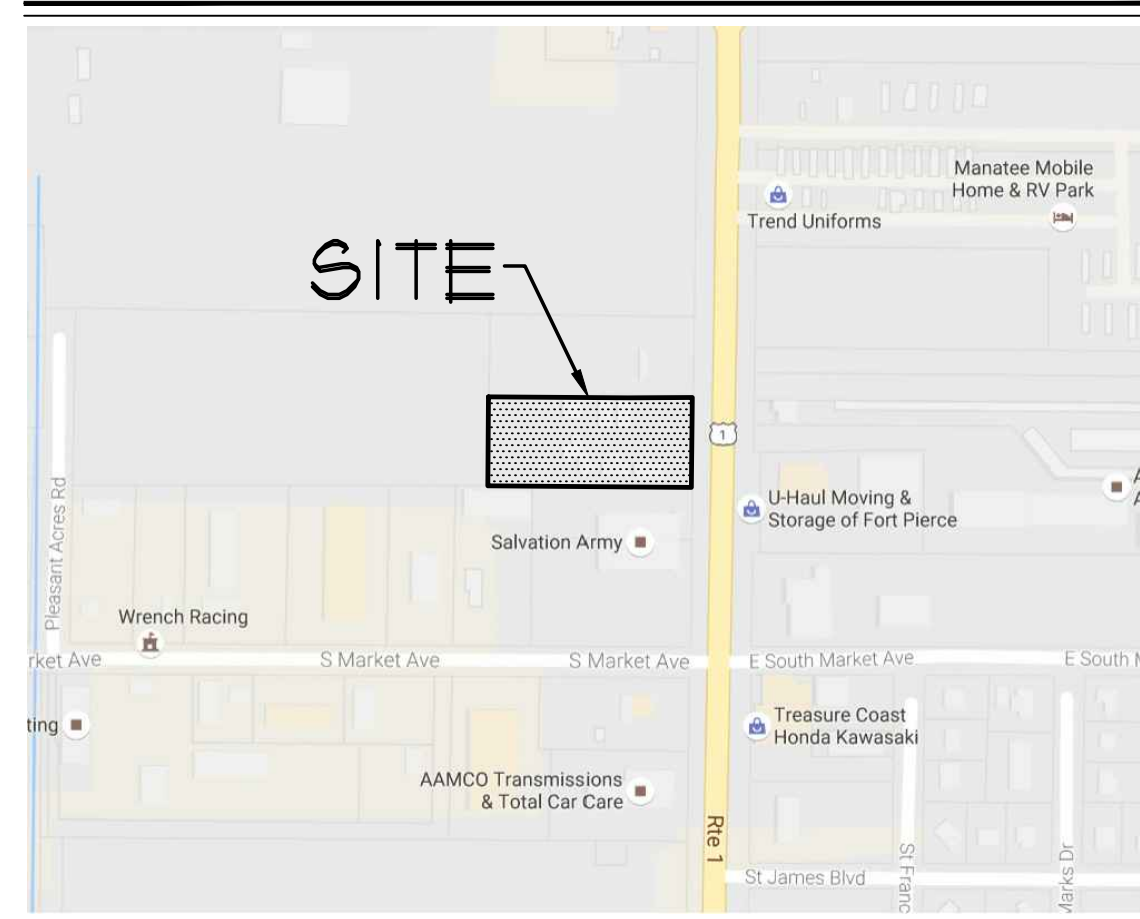 Manatee Mobile
Home & RV Park
Trend Uniforms
SITE
1
Pleasant Acres Rd
U-Haul Moving &
Storage of Fort Pierce
A
A
Salvation Army
Wrench Racing
rket Ave
S Market Ave
S Market Ave
E South Market Ave
E South M
ting
Treasure Coast
Honda Kawasaki
AAMCO Transmissions
& Total Car Care
Rte 1
St James Blvd
St Franc
Marks Dr